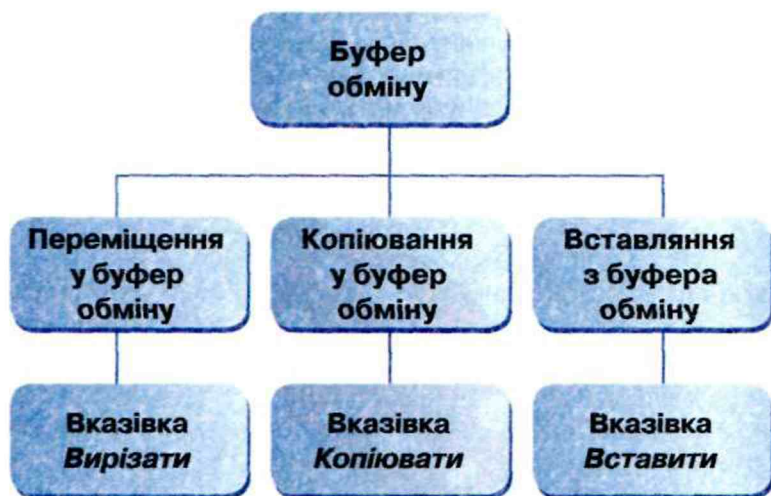 Буфер
обміну
Переміщення
у буфер
обміну
Копіювання
у буфер
обміну
Вставляння
з буфера
обміну
Вказівка
Вирізати
Вказівка
Копіювати
Вказівка
Вставити